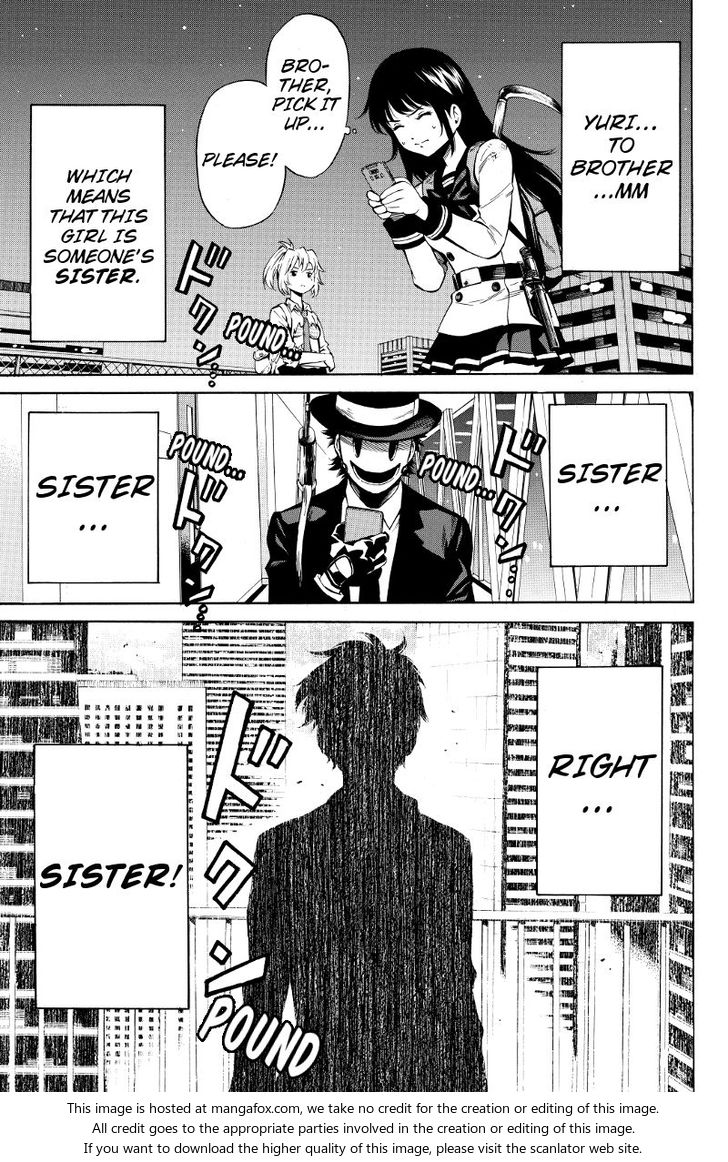 YURI...
TO
BROTHER
...MM
BRO-
THER,
PICK IT
UP...
PLEASE!
WHICH
MEANS
THAT THIS
GIRL IS
SOMEONE'S
SISTER.
ドクン...
POUND...
SISTER
...
ドクン...
POUND...
POUND...
ドクン...
SISTER
...
RIGHT
...
ドクン
POUND
SISTER!
This image is hosted at mangafox.com, we take no credit for the creation or editing of this image.
All credit goes to the appropriate parties involved in the creation or editing of this image.
If you want to download the higher quality of this image, please visit the scanlator web site.